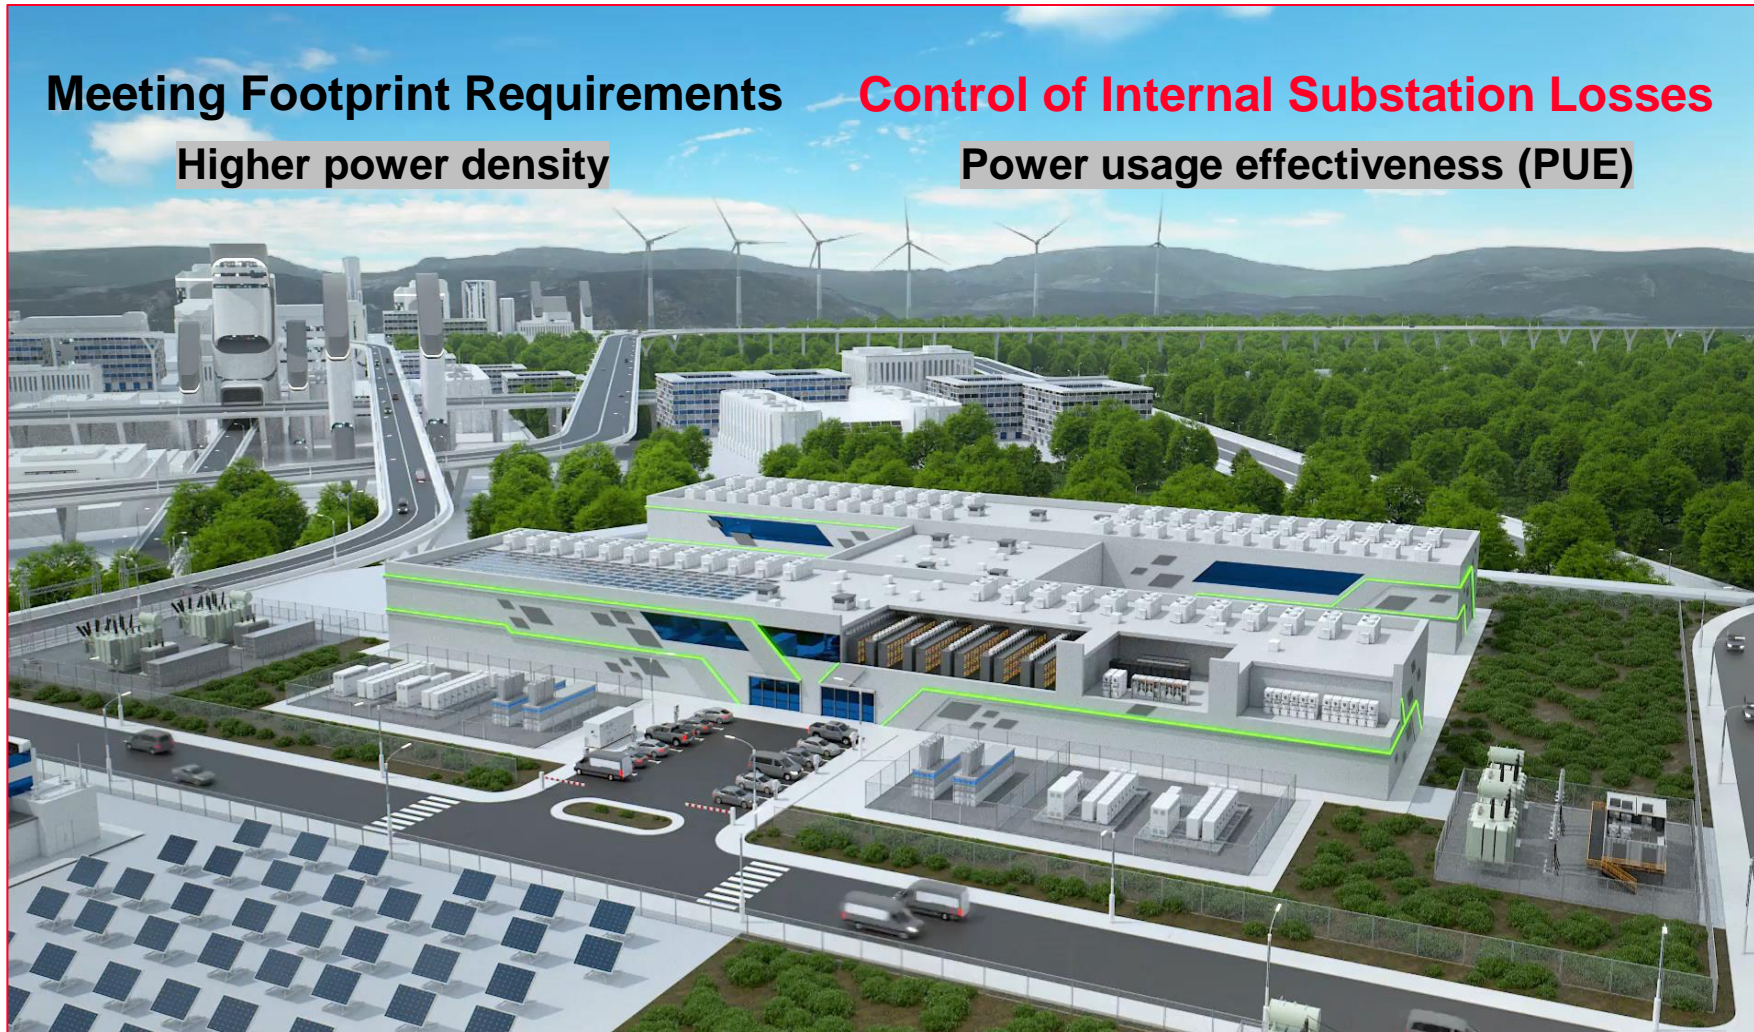 Meeting Footprint Requirements
Higher power density
Control of Internal Substation Losses
Power usage effectiveness (PUE)